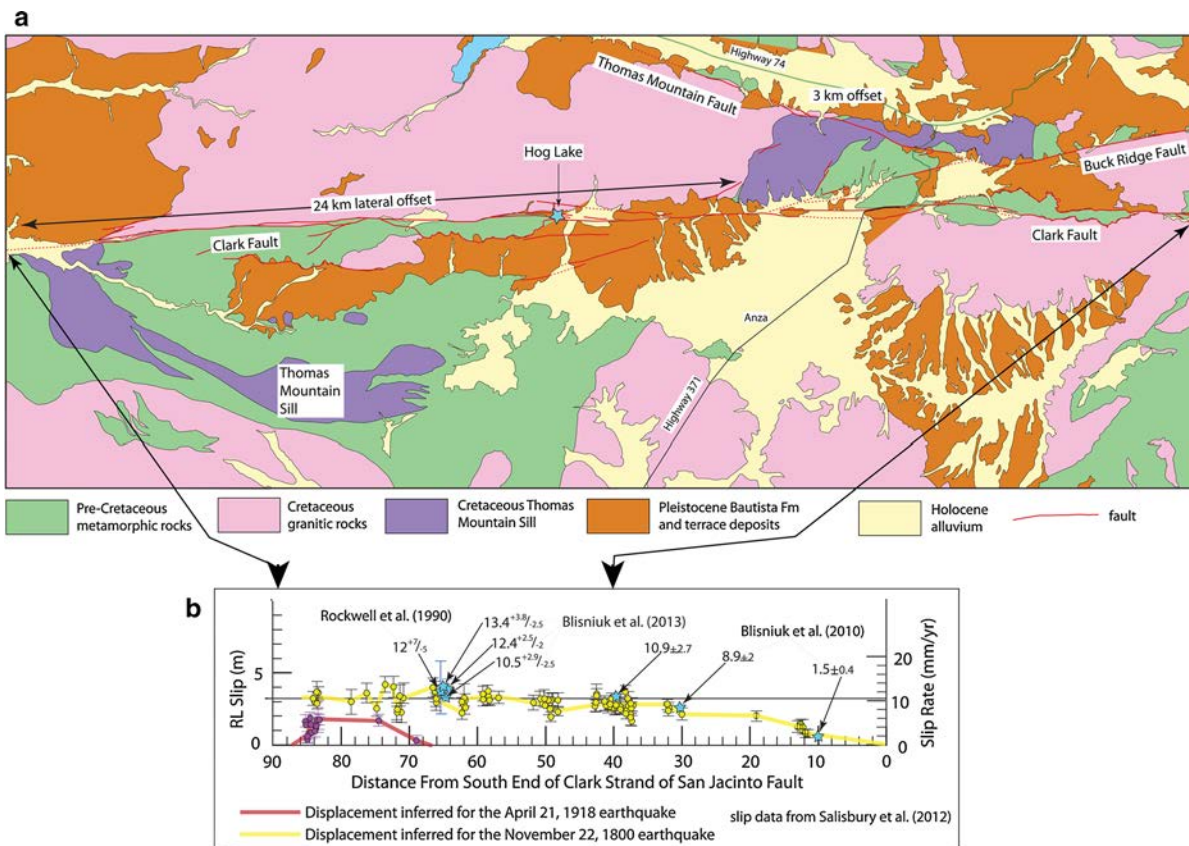 a
Highway 74
Thomas Mountain Fault
3 km offset
Hog Lake
Buck Ridge Fault
24 km lateral offset
Clark Fault
Clark Fault
Anza
Thomas
Mountain
Sill
Highway 371
Pre-Cretaceous
metamorphic rocks
Cretaceous
granitic rocks
Cretaceous Thomas
Mountain Sill
Pleistocene Bautista Fm
and terrace deposits
Holocene
alluvium
fault
b
Rockwell et al. (1990)
12+7/-5
13.4+3.8/-2.5
12.4+2.5/-2
10.5+2.9/-2.5
Blisniuk et al. (2013)
10.9±2.7
Blisniuk et al. (2010)
8.9±2
1.5±0.4
RL Slip (m)
5
0
20
10
0
Slip Rate (mm/yr)
90 80 70 60 50 40 30 20 10 0
Distance From South End of Clark Strand of San Jacinto Fault
Displacement inferred for the April 21, 1918 earthquake
slip data from Salisbury et al. (2012)
Displacement inferred for the November 22, 1800 earthquake